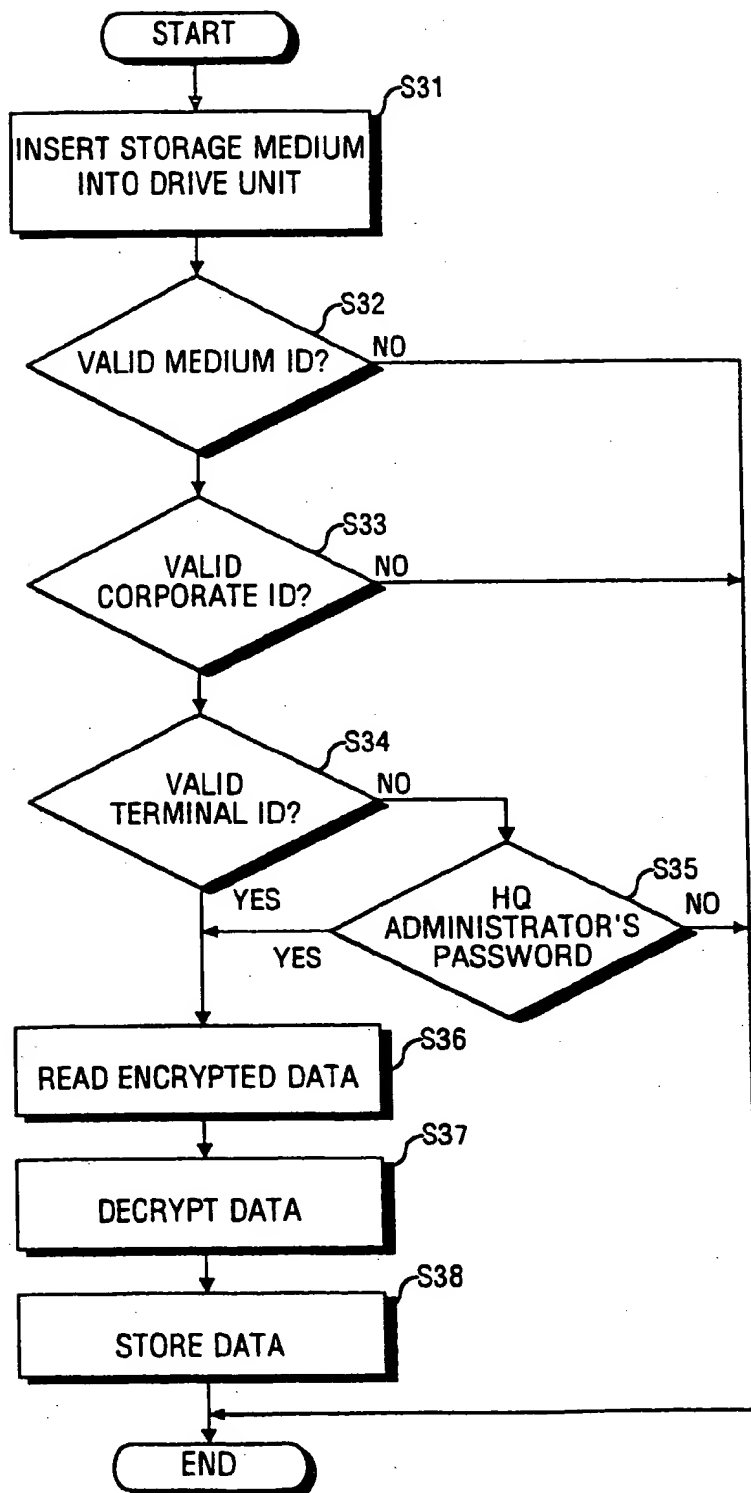 START
S31
INSERT STORAGE MEDIUM
INTO DRIVE UNIT
S32
VALID MEDIUM ID?
NO
S33
VALID
CORPORATE ID?
NO
S34
VALID
TERMINAL ID?
NO
YES
S35
HQ
ADMINISTRATOR'S
PASSWORD
NO
YES
S36
READ ENCRYPTED DATA
S37
DECRYPT DATA
S38
STORE DATA
END